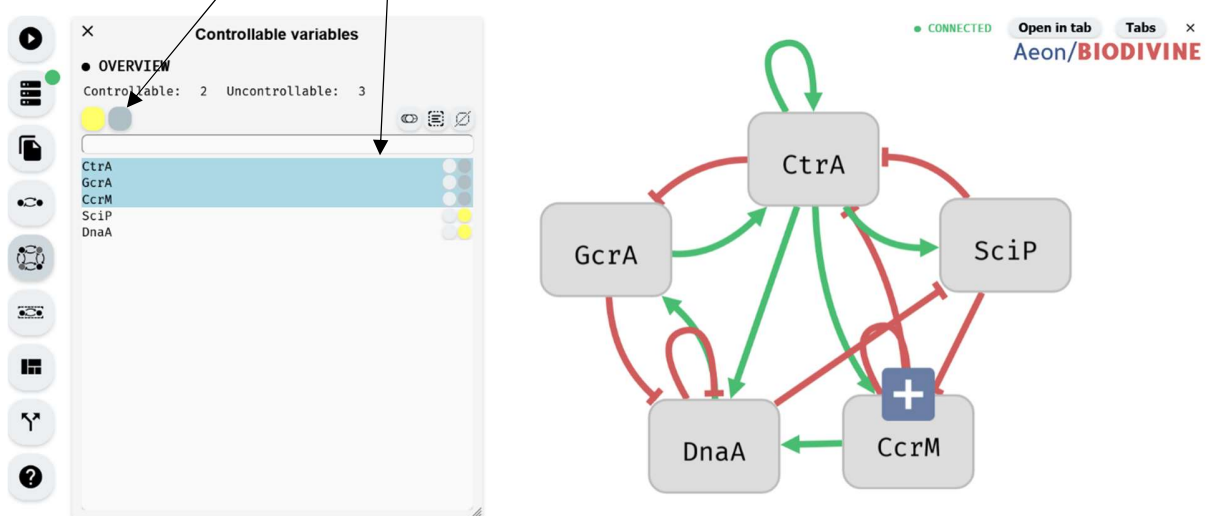 Controllable variables
OVERVIEW
Controllable: 2 Uncontrollable: 3
CtrA
GcrA
CcrM
SciP
DnaA
CONNECTED Open in tab Tabs
Aeon/BIODIVINE
CtrA
GcrA
SciP
DnaA
CcrM